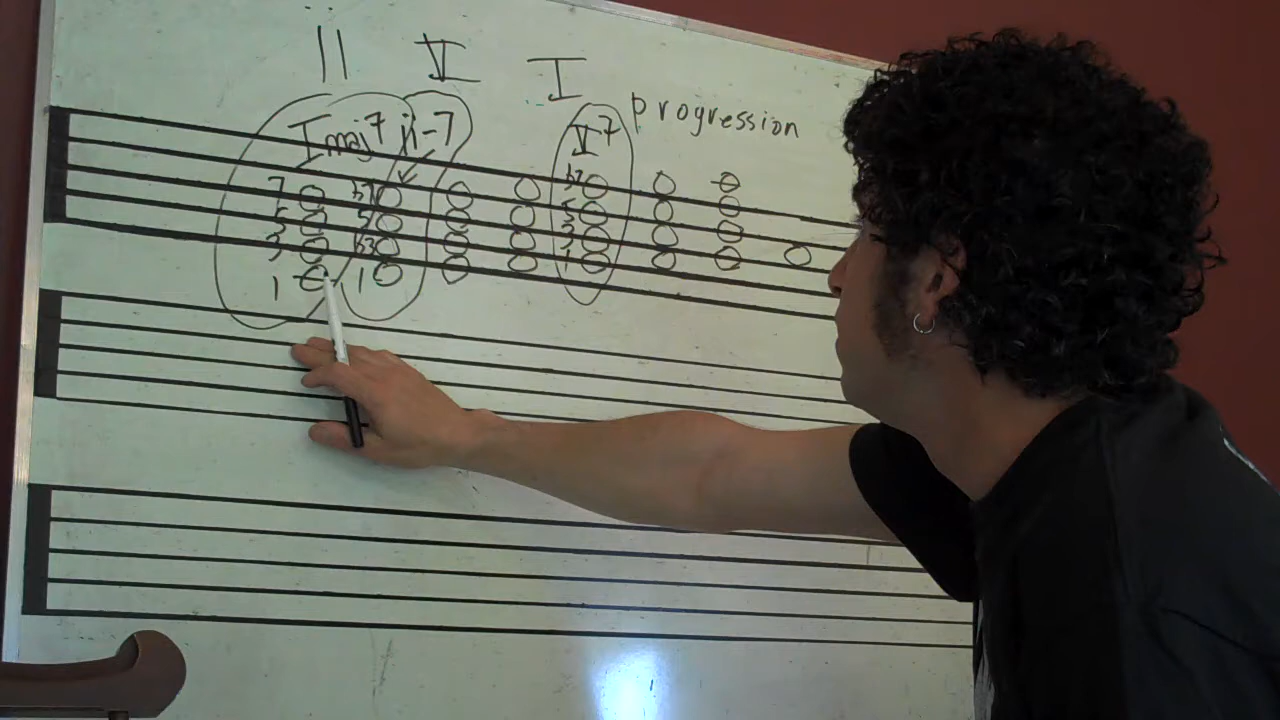 ii V I progression
Imaj7 ii-7 V7
7 b7 b7
5 5 5
3 b3 3
1 1 1